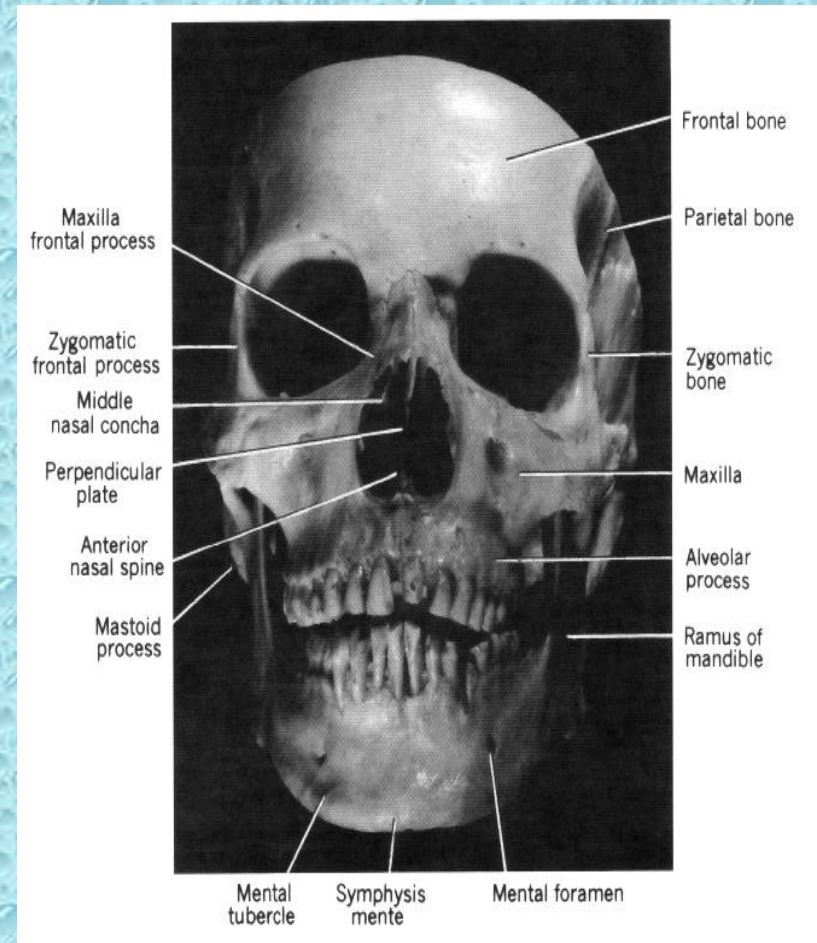 Frontal bone
Parietal bone
Maxilla
frontal process
Zygomatic
frontal process
Zygomatic
bone
Middle
nasal concha
Perpendicular
plate
Maxilla
Anterior
nasal spine
Alveolar
process
Mastoid
process
Ramus of
mandible
Mental
tubercle
Symphysis
mente
Mental foramen